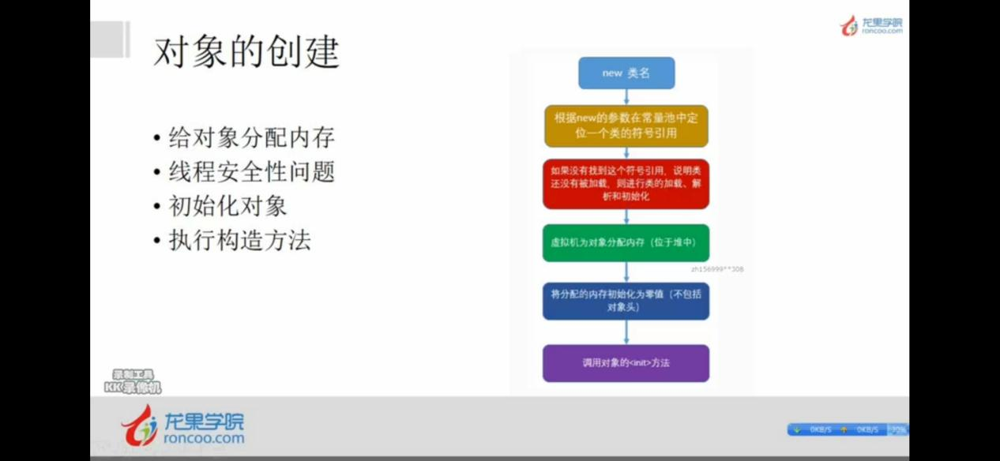 对象的创建
龙果学院
roncoo.com
• 给对象分配内存
• 线程安全性问题
• 初始化对象
• 执行构造方法
new 类名
根据new的参数在常量池中定
位一个类的符号引用
如果没有找到这个符号引用，说明类
还没有被加载，则进行类的加载、解
析和初始化
虚拟机为对象分配内存（位于堆中）
zh156999**308
将分配的内存初始化为零值（不包括
对象头）
调用对象的<init>方法
录制工具
KK录像机
龙果学院
roncoo.com
0KB/S
0KB/S